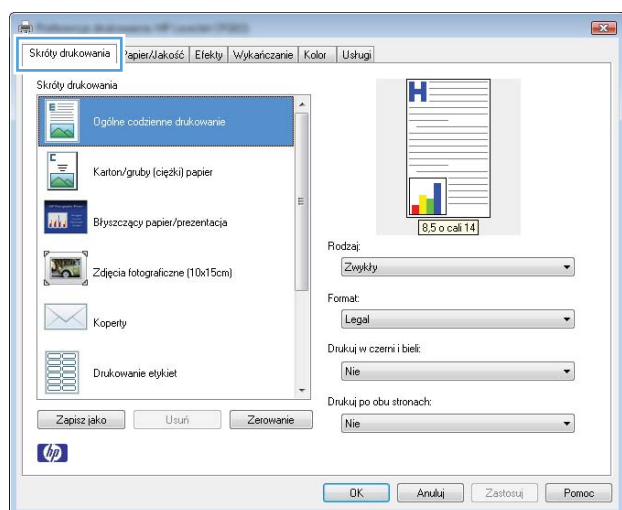 Skróty drukowania Papier/Jakość Efekty Wykańczanie Kolor Usługi
Skróty drukowania
Ogólne codzienne drukowanie
Karton/gruby (ciężki) papier
Błyszczący papier/prezentacja
Zdjęcia fotograficzne (10x15cm)
Koperty
Drukowanie etykiet
Zapisz jako Usuń Zerowanie
H
8,5 o cali 14
Rodzaj:
Zwykły
Format:
Legal
Drukuj w czerni i bieli:
Nie
Drukuj po obu stronach:
Nie
hp
OK Anuluj Zastosuj Pomoc